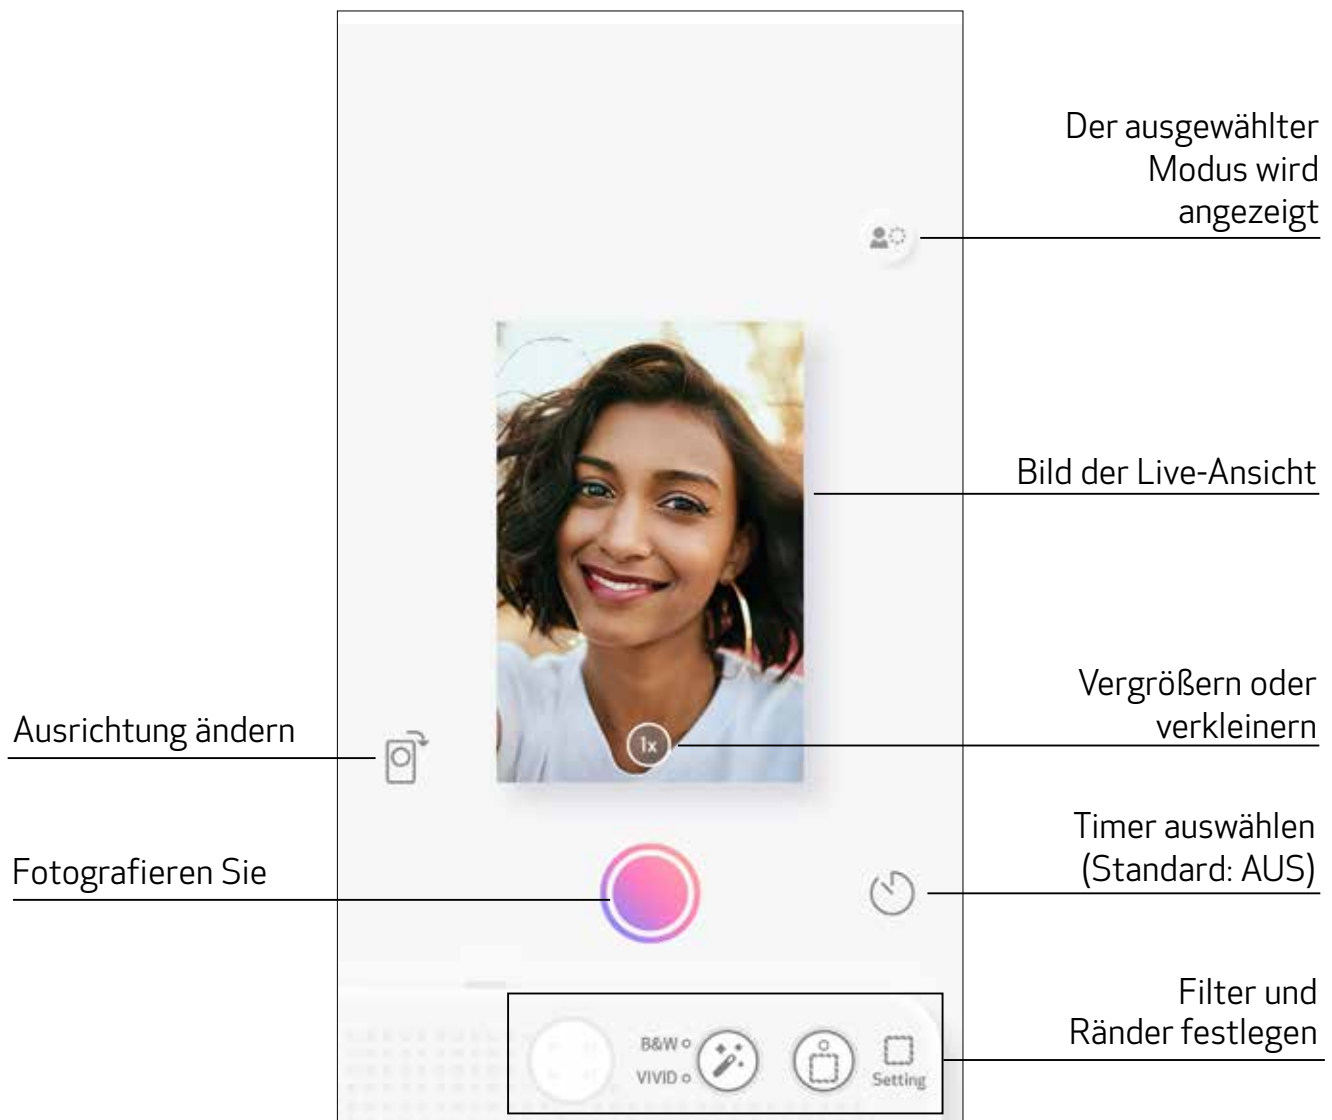 Der ausgewählter
Modus wird
angezeigt
Bild der Live-Ansicht
Vergrößern oder
verkleinern
Ausrichtung ändern
1x
Timer auswählen
(Standard: AUS)
Fotografieren Sie
Filter und
Ränder festlegen
B&W
VIVID
Setting